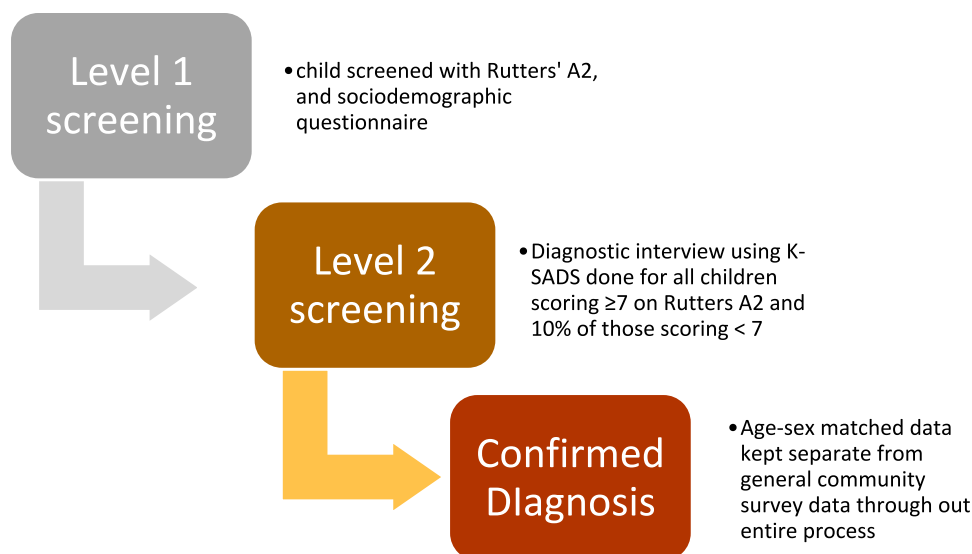 Level 1
screening
•child screened with Rutters' A2,
and sociodemographic
questionnaire
Level 2
screening
•Diagnostic interview using K-
SADS done for all children
scoring ≥7 on Rutters A2 and
10% of those scoring < 7
Confirmed
DIagnosis
•Age-sex matched data
kept separate from
general community
survey data through out
entire process